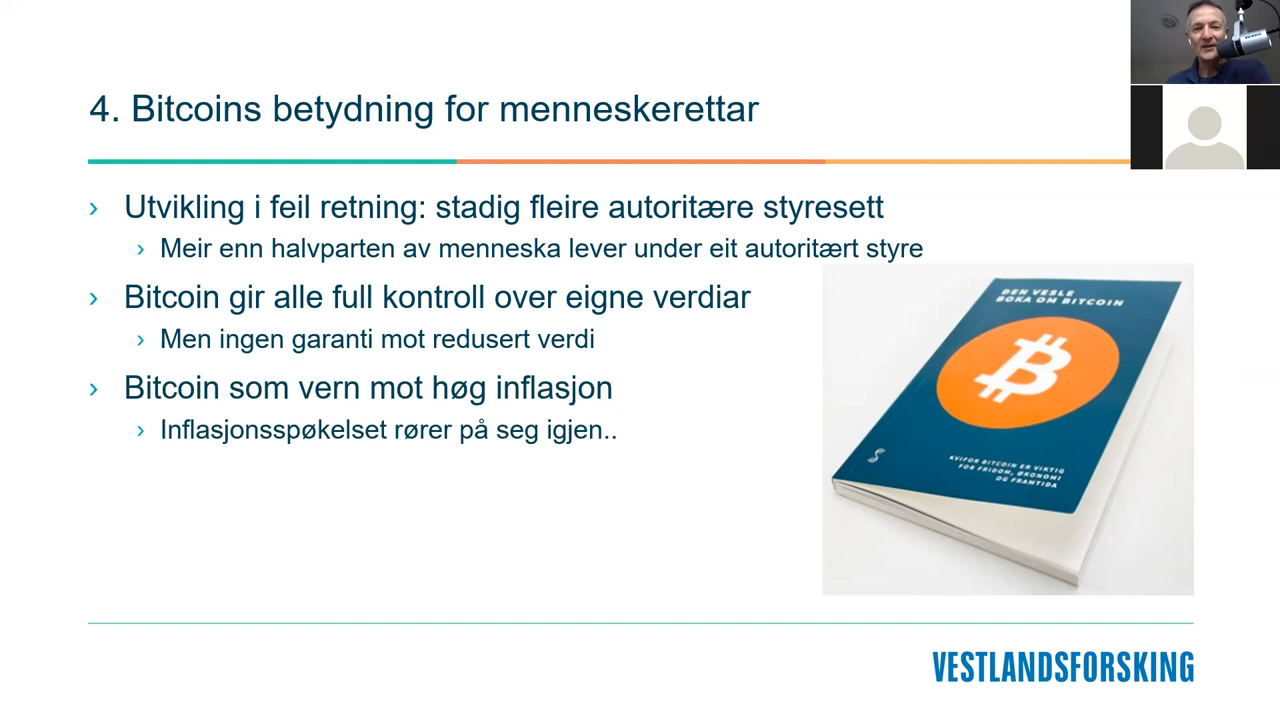 4. Bitcoins betydning for menneskerettar
› Utvikling i feil retning: stadig fleire autoritære styresett
› Meir enn halvparten av menneska lever under eit autoritært styre
› Bitcoin gir alle full kontroll over eigne verdiar
› Men ingen garanti mot redusert verdi
› Bitcoin som vern mot høg inflasjon
› Inflasjonsspøkelset rører på seg igjen..
DEN VESLE
BOKA OM BITCOIN
KVIFOR BITCOIN ER VIKTIG
FOR FRIDOM, ØKONOMI
OG FRAMTIDA
VESTLANDSFORSKING